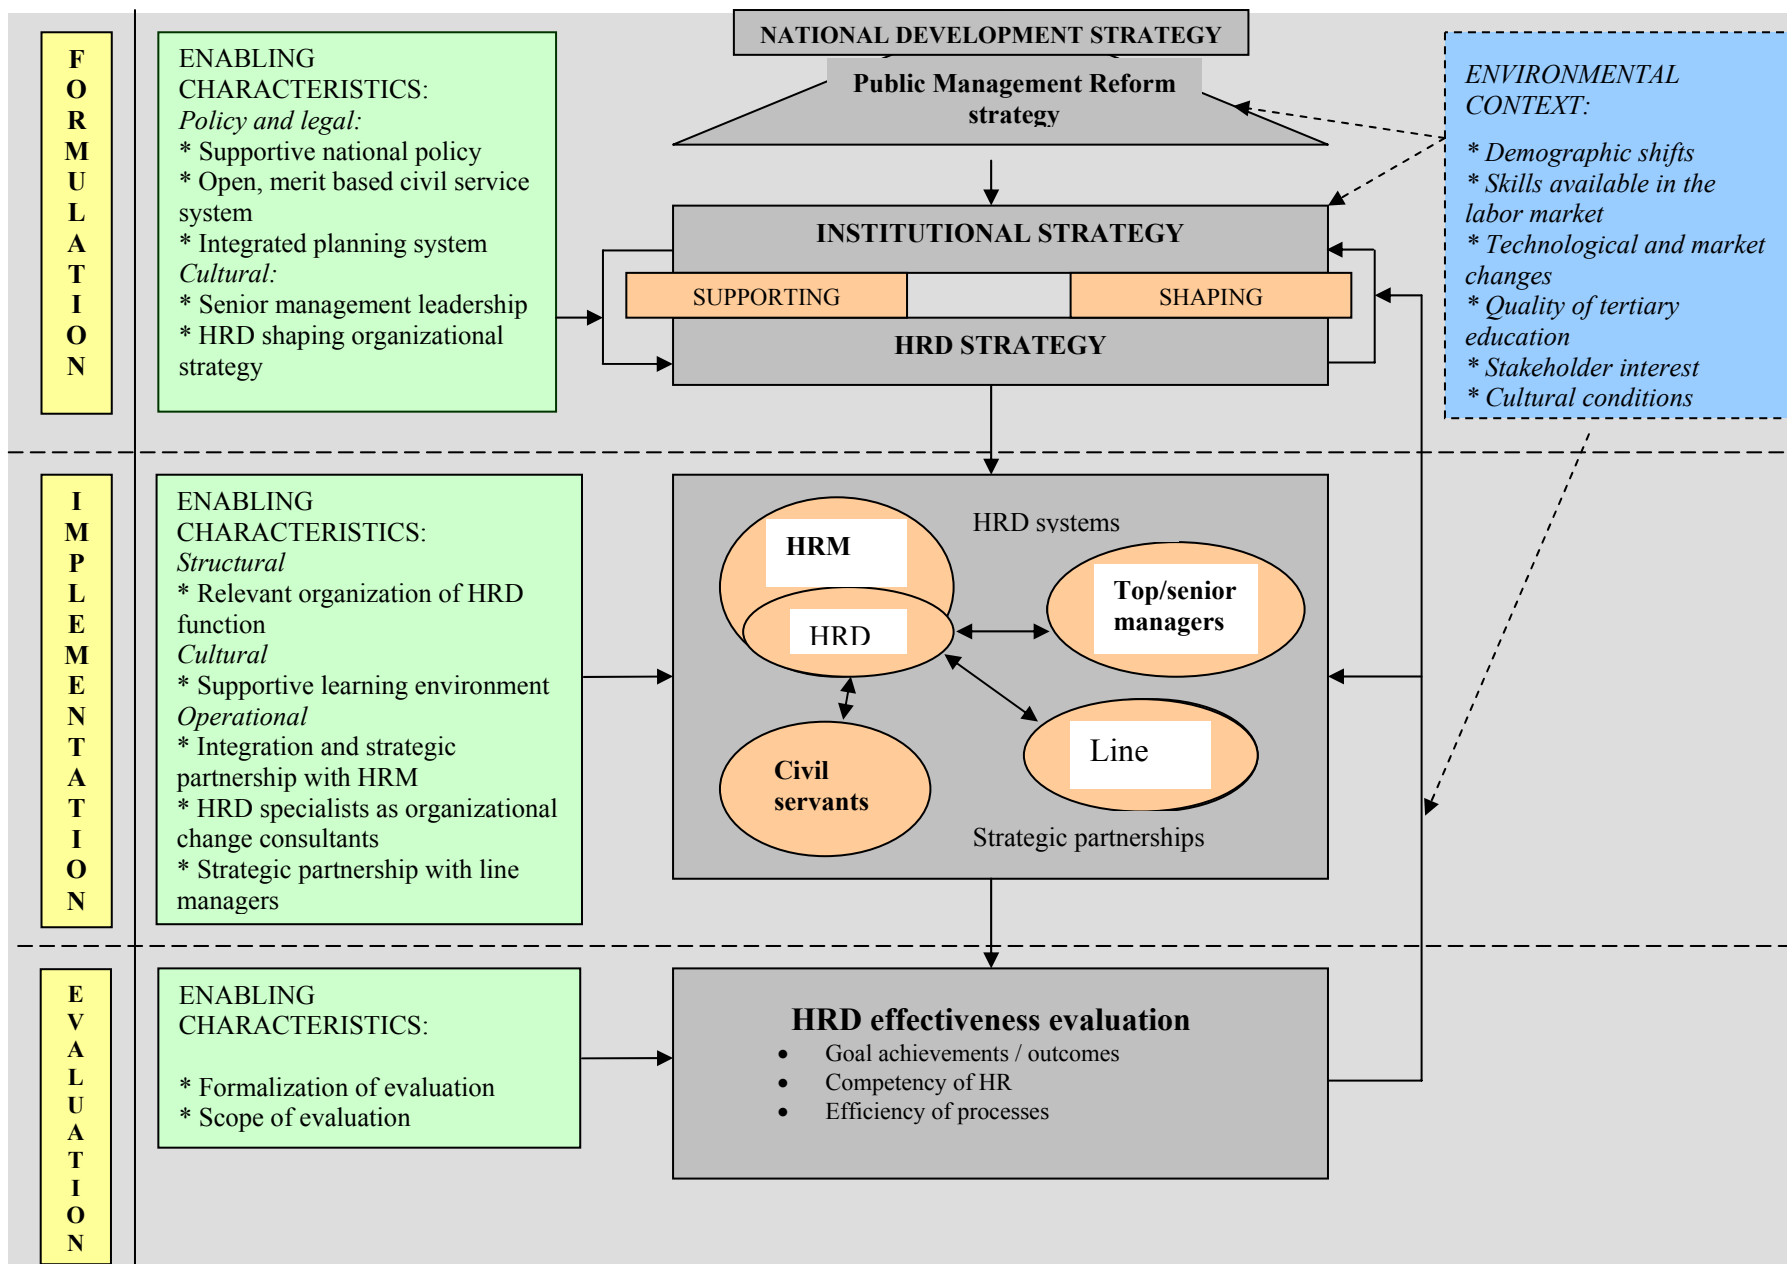 FORMULATION
ENABLING
CHARACTERISTICS:
Policy and legal:
* Supportive national policy
* Open, merit based civil service
system
* Integrated planning system
Cultural:
* Senior management leadership
* HRD shaping organizational
strategy
NATIONAL DEVELOPMENT STRATEGY
Public Management Reform
strategy
INSTITUTIONAL STRATEGY
SUPPORTING
SHAPING
HRD STRATEGY
ENVIRONMENTAL
CONTEXT:
* Demographic shifts
* Skills available in the
labor market
* Technological and market
changes
* Quality of tertiary
education
* Stakeholder interest
* Cultural conditions
IMPLEMENTATION
ENABLING
CHARACTERISTICS:
Structural
* Relevant organization of HRD
function
Cultural
* Supportive learning environment
Operational
* Integration and strategic
partnership with HRM
* HRD specialists as organizational
change consultants
* Strategic partnership with line
managers
HRD systems
HRM
HRD
Top/senior
managers
Line
Civil
servants
Strategic partnerships
EVALUATION
ENABLING
CHARACTERISTICS:
* Formalization of evaluation
* Scope of evaluation
HRD effectiveness evaluation
• Goal achievements / outcomes
• Competency of HR
• Efficiency of processes